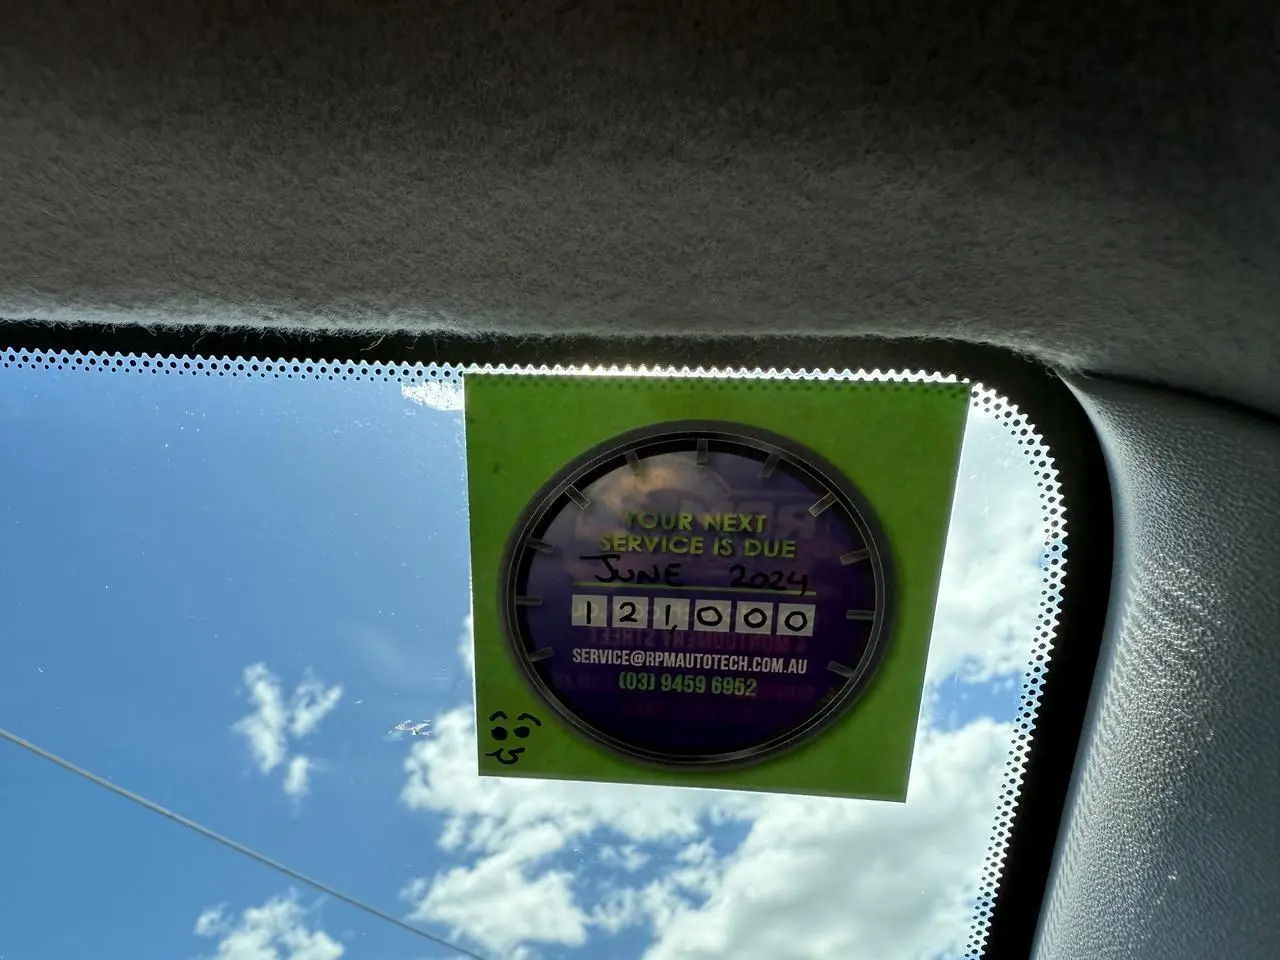 YOUR NEXT
SERVICE IS DUE
JUNE 2024
121,000
SERVICE@RPMAUTOTECH.COM.AU
(03) 9459 6952